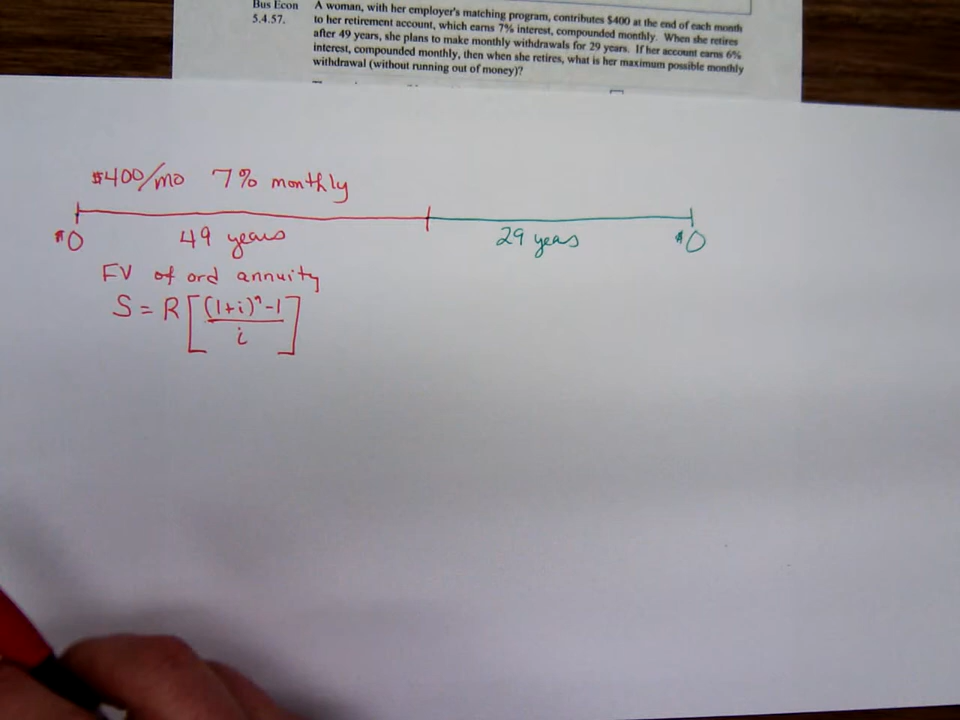 Bus Econ
5.4.57.
A woman, with her employer's matching program, contributes $400 at the end of each month
to her retirement account, which earns 7% interest, compounded monthly. When she retires
after 49 years, she plans to make monthly withdrawals for 29 years. If her account earns 6%
interest, compounded monthly, then when she retires, what is her maximum possible monthly
withdrawal (without running out of money)?
$400/mo 7% monthly
$0 49 years 29 yeas $0
FV of ord annuity
S = R[((1+i)^n-1)/i]